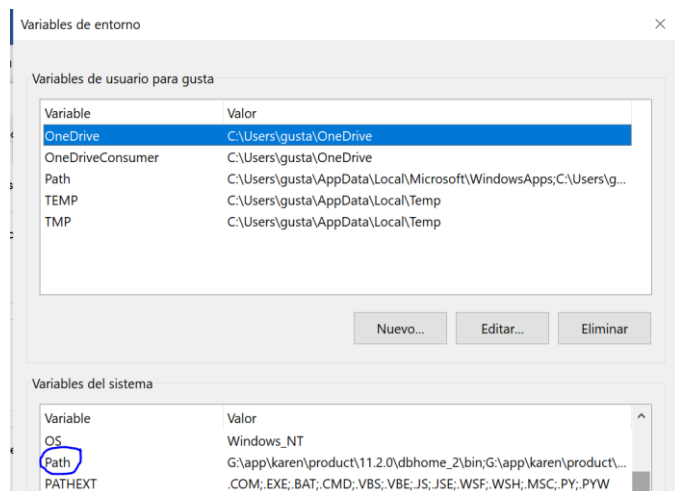 Variables de entorno
Variables de usuario para gusta
Variable Valor
OneDrive C:\Users\gusta\OneDrive
OneDriveConsumer C:\Users\gusta\OneDrive
Path C:\Users\gusta\AppData\Local\Microsoft\WindowsApps;C:\Users\g...
TEMP C:\Users\gusta\AppData\Local\Temp
TMP C:\Users\gusta\AppData\Local\Temp
Nuevo... Editar... Eliminar
Variables del sistema
Variable Valor
OS Windows_NT
Path G:\app\karen\product\11.2.0\dbhome_2\bin;G:\app\karen\product\...
PATHEXT .COM;.EXE;.BAT;.CMD;.VBS;.VBE;.JS;.JSE;.WSF;.WSH;.MSC;.PY;.PYW